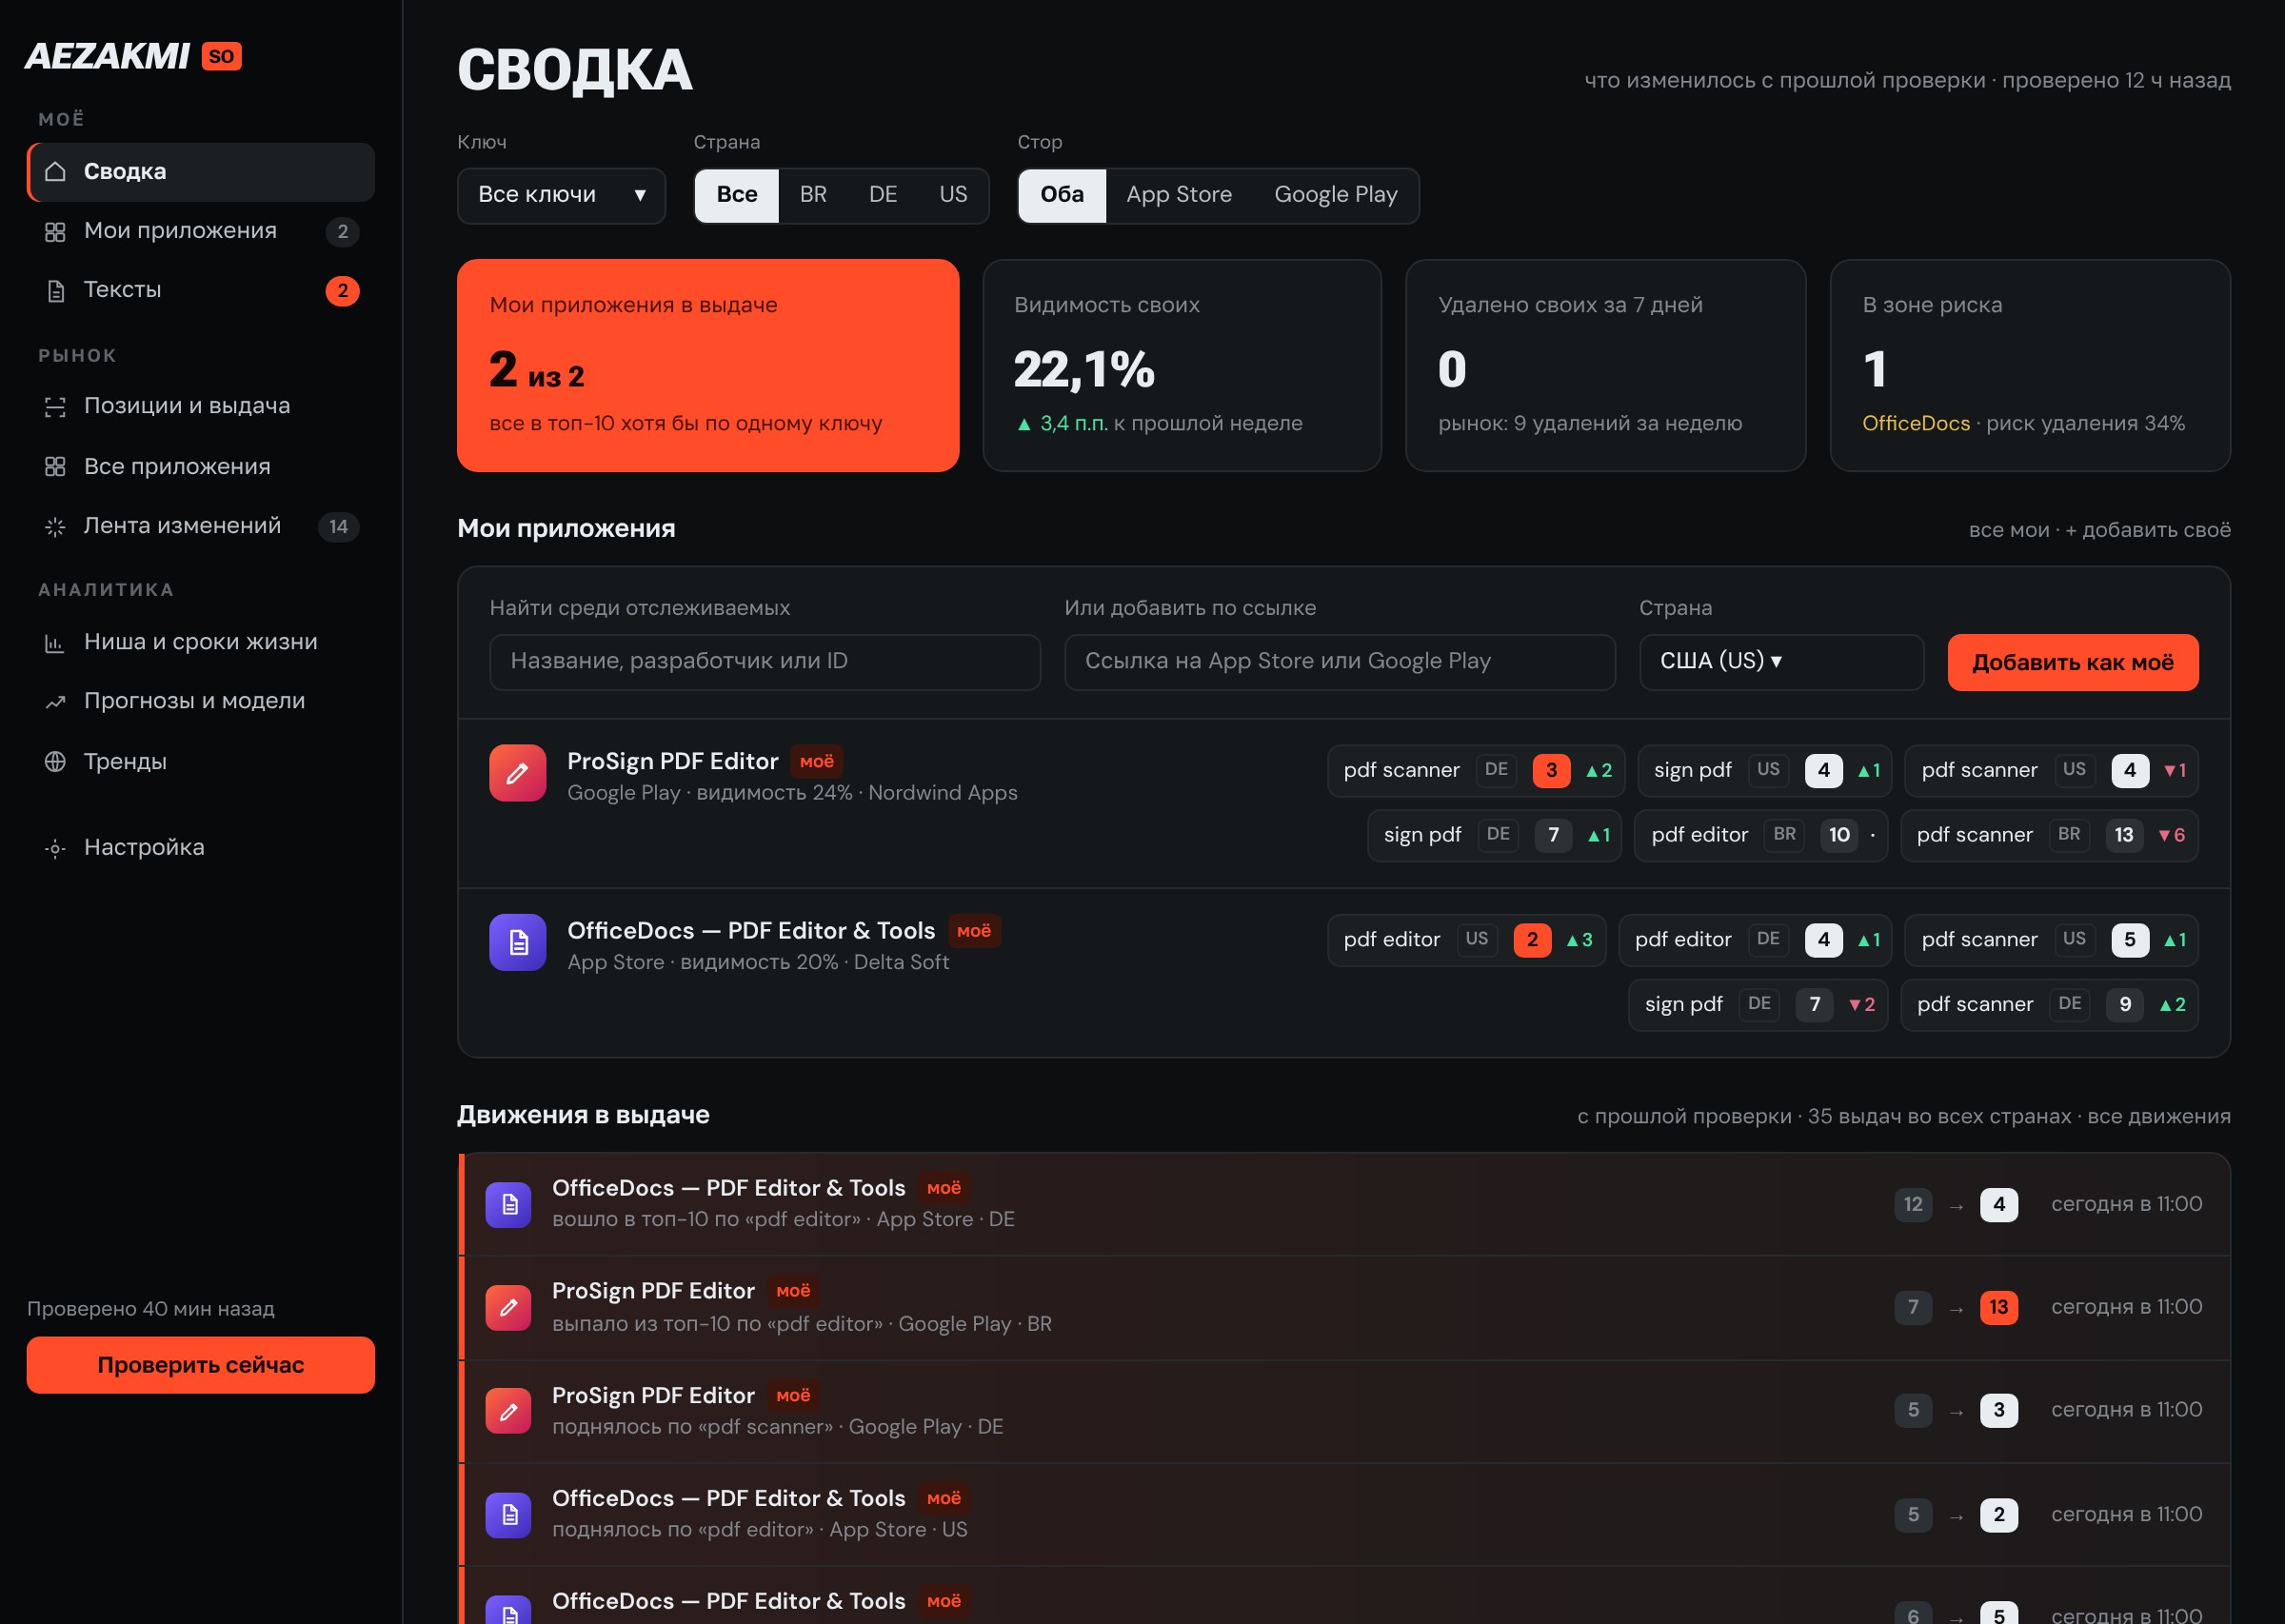 AEZAKMI SO
МОЁ
Сводка
Мои приложения 2
Тексты 2
РЫНОК
Позиции и выдача
Все приложения
Лента изменений 14
АНАЛИТИКА
Ниша и сроки жизни
Прогнозы и модели
Тренды
Настройка
Проверено 40 мин назад
Проверить сейчас
СВОДКА
что изменилось с прошлой проверки · проверено 12 ч назад
Ключ Страна Стор
Все ключи ▼ Все BR DE US Оба App Store Google Play
Мои приложения в выдаче
2 из 2
все в топ-10 хотя бы по одному ключу
Видимость своих
22,1%
▲ 3,4 п.п. к прошлой неделе
Удалено своих за 7 дней
0
рынок: 9 удалений за неделю
В зоне риска
1
OfficeDocs · риск удаления 34%
Мои приложения
все мои · + добавить своё
Найти среди отслеживаемых Или добавить по ссылке Страна
Название, разработчик или ID Ссылка на App Store или Google Play США (US) ▼ Добавить как моё
ProSign PDF Editor моё
Google Play · видимость 24% · Nordwind Apps
pdf scanner DE 3 ▲2 sign pdf US 4 ▲1 pdf scanner US 4 ▼1
sign pdf DE 7 ▲1 pdf editor BR 10 · pdf scanner BR 13 ▼6
OfficeDocs — PDF Editor & Tools моё
App Store · видимость 20% · Delta Soft
pdf editor US 2 ▲3 pdf editor DE 4 ▲1 pdf scanner US 5 ▲1
sign pdf DE 7 ▼2 pdf scanner DE 9 ▲2
Движения в выдаче
с прошлой проверки · 35 выдач во всех странах · все движения
OfficeDocs — PDF Editor & Tools моё
вошло в топ-10 по «pdf editor» · App Store · DE
12 → 4 сегодня в 11:00
ProSign PDF Editor моё
выпало из топ-10 по «pdf editor» · Google Play · BR
7 → 13 сегодня в 11:00
ProSign PDF Editor моё
поднялось по «pdf scanner» · Google Play · DE
5 → 3 сегодня в 11:00
OfficeDocs — PDF Editor & Tools моё
поднялось по «pdf editor» · App Store · US
5 → 2 сегодня в 11:00
OfficeDocs — PDF Editor & Tools моё
6 → 5 сегодня в 11:00